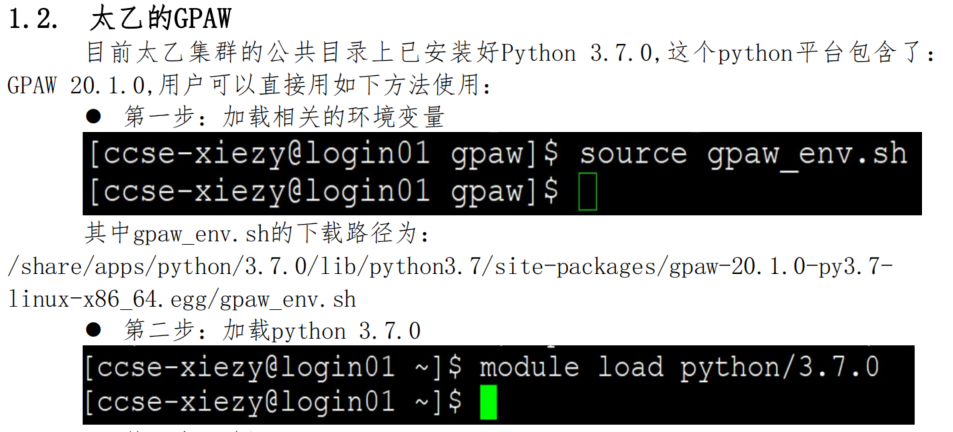 1.2. 太乙的GPAW
目前太乙集群的公共目录上已安装好Python 3.7.0,这个python平台包含了:
GPAW 20.1.0,用户可以直接用如下方法使用:
● 第一步: 加载相关的环境变量
[ccse-xiezy@login01 gpaw]$ source gpaw_env.sh
[ccse-xiezy@login01 gpaw]$
其中gpaw_env.sh的下载路径为:
/share/apps/python/3.7.0/lib/python3.7/site-packages/gpaw-20.1.0-py3.7-
linux-x86_64.egg/gpaw_env.sh
● 第二步: 加载python 3.7.0
[ccse-xiezy@login01 ~]$ module load python/3.7.0
[ccse-xiezy@login01 ~]$